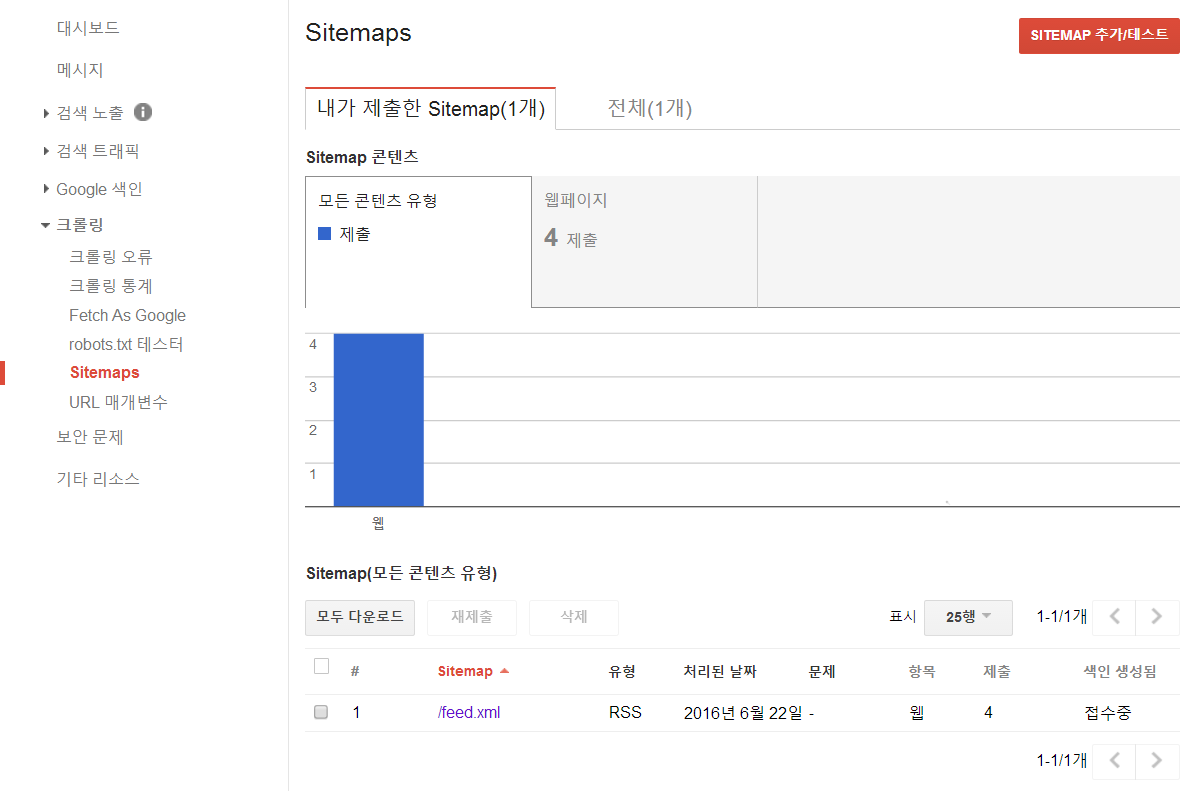 대시보드
메시지
검색 노출
검색 트래픽
Google 색인
크롤링
크롤링 오류
크롤링 통계
Fetch As Google
robots.txt 테스터
Sitemaps
URL 매개변수
보안 문제
기타 리소스
Sitemaps
SITEMAP 추가/테스트
내가 제출한 Sitemap(1개) 전체(1개)
Sitemap 콘텐츠
모든 콘텐츠 유형
제출
웹페이지
4 제출
4
3
2
1
웹
Sitemap(모든 콘텐츠 유형)
모두 다운로드 재제출 삭제 표시 25행 1-1/1개
# Sitemap 유형 처리된 날짜 문제 항목 제출 색인 생성됨
1 /feed.xml RSS 2016년 6월 22일 - 웹 4 접수중
1-1/1개